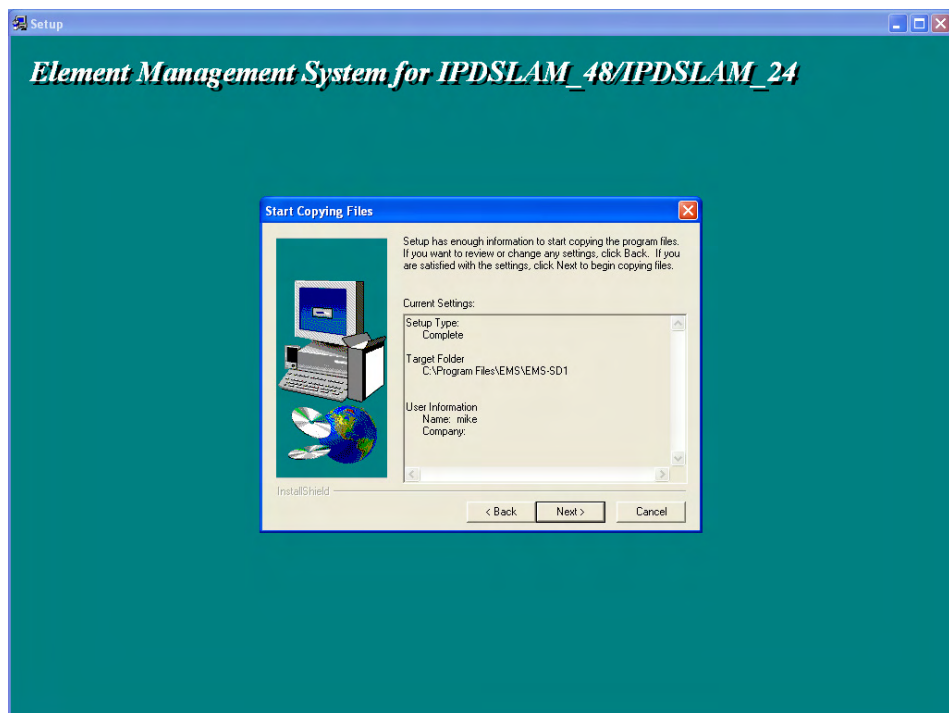 Setup
Element Management System for IPDSLAM_48/IPDSLAM_24
Start Copying Files
Setup has enough information to start copying the program files.
If you want to review or change any settings, click Back. If you
are satisfied with the settings, click Next to begin copying files.
Current Settings:
Setup Type:
Complete
Target Folder
C:\Program Files\EMS\EMS-SD1
User Information
Name: mike
Company:
InstallShield
< Back
Next >
Cancel